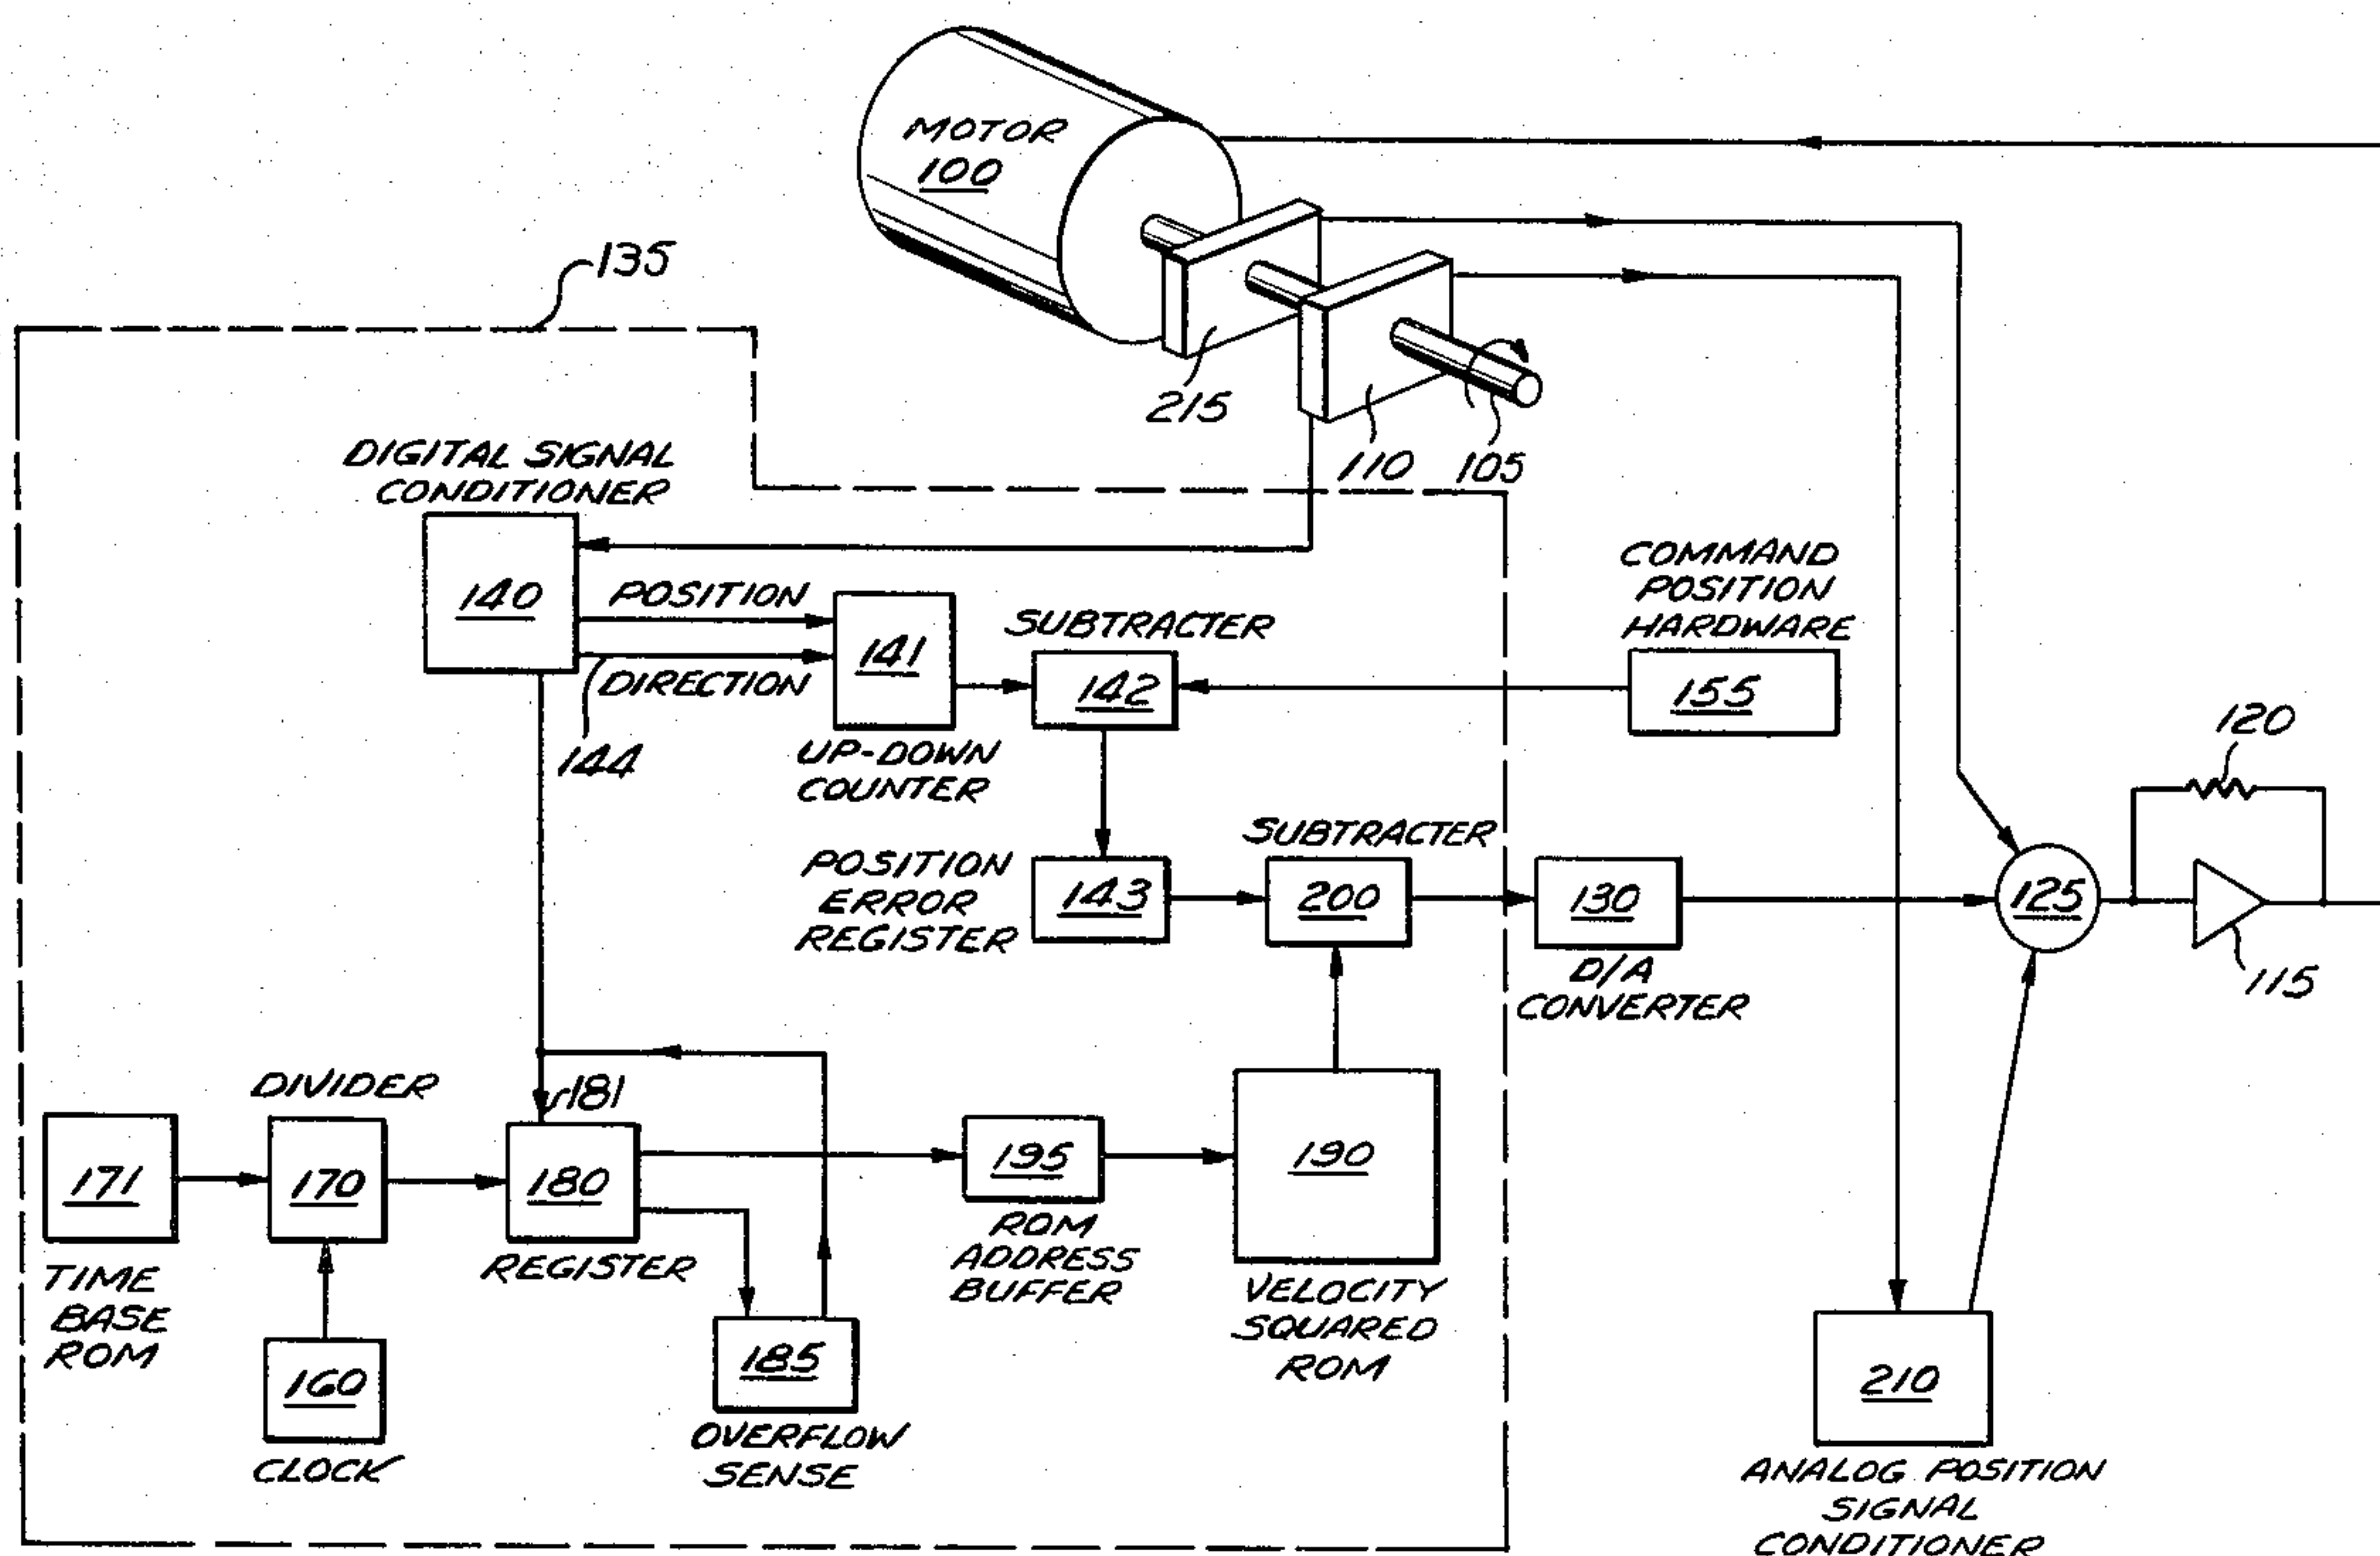 MOTOR
100
135
215
110
105
DIGITAL SIGNAL
CONDITIONER
140
POSITION
DIRECTION
144
141
UP-DOWN
COUNTER
SUBTRACTER
142
COMMAND
POSITION
HARDWARE
155
120
POSITION
ERROR
REGISTER
143
SUBTRACTER
200
130
D/A
CONVERTER
125
115
181
DIVIDER
171
TIME
BASE
ROM
170
160
CLOCK
180
REGISTER
185
OVERFLOW
SENSE
195
ROM
ADDRESS
BUFFER
190
VELOCITY
SQUARED
ROM
210
ANALOG POSITION
SIGNAL
CONDITIONER